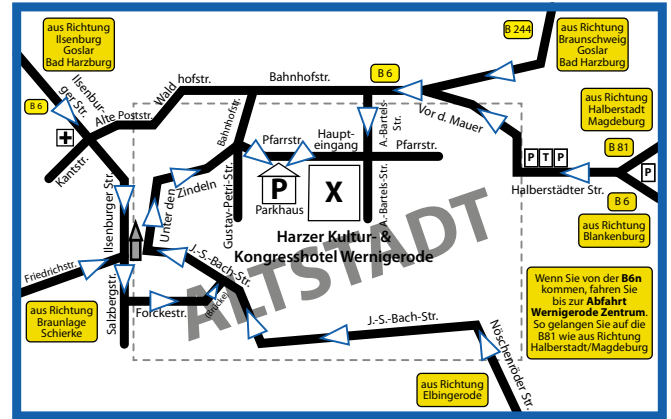 aus Richtung
Ilsenburg
Goslar
Bad Harzburg
B 244
aus Richtung
Braunschweig
Goslar
Bad Harzburg
Ilsenbur-
ger Str.
B 6
Alte Poststr.
Wald
hofstr.
Bahnhofstr.
B 6
aus Richtung
Halberstadt
Magdeburg
B 81
Kantstr.
Bahnhofstr.
Pfarrstr.
Haupt-
eingang
A.-Bartels-
Str.
Pfarrstr.
Vor d. Mauer
P T P
P
Halberstädter Str.
B 6
aus Richtung
Blankenburg
Ilsenburger Str.
Unter den
Zindeln
Gustav-Petri-Str.
P
Parkhaus
X
A.-Bartels-Str.
Harzer Kultur- &
Kongresshotel Wernigerode
ALTSTADT
Friedrichstr.
Salzbergstr.
Forckestr.
(Brücke)
J.-S.-Bach-Str.
J.-S.-Bach-Str.
Nöschenröder Str.
aus Richtung
Braunlage
Schierke
aus Richtung
Elbingerode
Wenn Sie von der B6n
kommen, fahren Sie
bis zur Abfahrt
Wernigerode Zentrum.
So gelangen Sie auf die
B81 wie aus Richtung
Halberstadt/Magdeburg